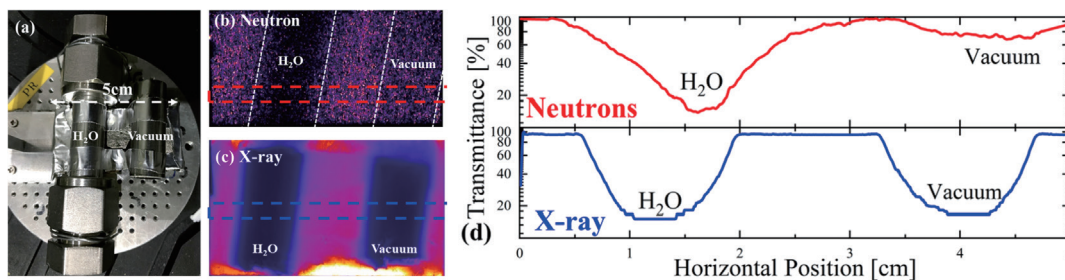 (a)
PR
5cm
H₂O
Vacuum
(b) Neutron
H₂O
Vacuum
(c) X-ray
H₂O
Vacuum
(d)
Transmittance [%]
100
80
60
40
20
H₂O
Vacuum
Neutrons
100
80
60
40
20
H₂O
Vacuum
X-ray
0
1
2
3
4
Horizontal Position [cm]